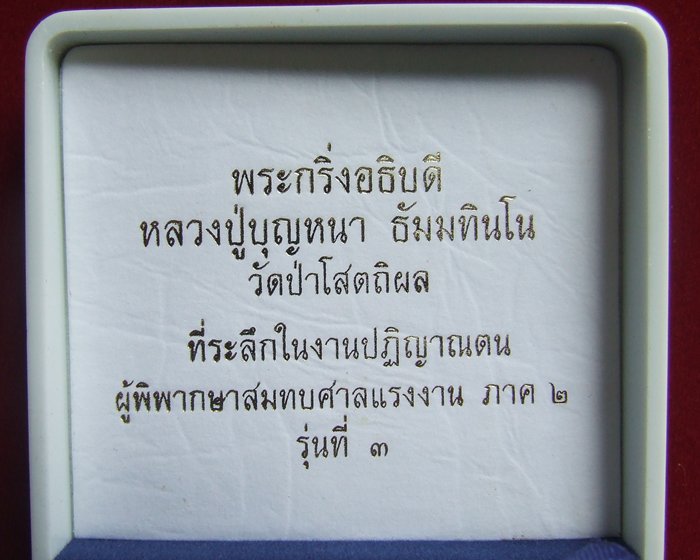 พระกริ่งอธิบดี
หลวงปู่บุญหนา ธัมมทินโน
วัดป่าโสตถิผล
ที่ระลึกในงานปฏิญาณตน
ผู้พิพากษาสมทบศาลแรงงาน ภาค ๒
รุ่นที่ ๓